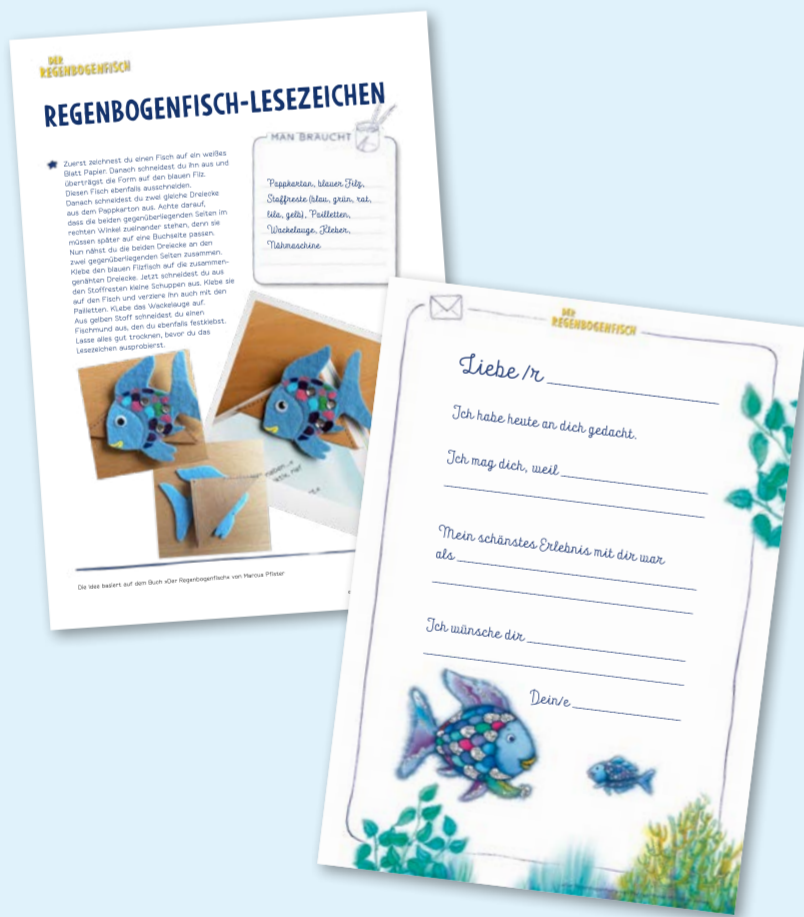 DER
REGENBOGENFISCH
REGENBOGENFISCH-LESEZEICHEN
Zuerst zeichnest du einen Fisch auf ein weißes
Blatt Papier. Danach schneidest du ihn aus und
überträgst die Form auf den blauen Filz.
Diesen Fisch ebenfalls ausschneiden.
Danach schneidest du zwei gleiche Dreiecke
aus dem Pappkarton aus. Achte darauf,
dass die beiden gegenüberliegenden Seiten im
rechten Winkel zueinander stehen, denn sie
müssen später auf eine Buchseite passen.
Nun nähst du die beiden Dreiecke an den
zwei gegenüberliegenden Seiten zusammen.
Klebe den blauen Filzfisch auf die zusammen-
genähten Dreiecke. Jetzt schneidest du aus
den Stoffresten kleine Schuppen aus. Klebe sie
auf den Fisch und verziere ihn auch mit den
Pailletten. Klebe das Wackelauge auf.
Aus gelben Stoff schneidest du einen
Fischmund aus, den du ebenfalls festklebst.
Lasse alles gut trocknen, bevor du das
Lesezeichen ausprobierst.
MAN BRAUCHT
Pappkarton, blauer Filz,
Stoffreste (blau, grün, rot,
lila, gelb), Pailletten,
Wackelauge, Kleber,
Nähmaschine
Die Idee basiert auf dem Buch «Der Regenbogenfisch» von Marcus Pfister
DER
REGENBOGENFISCH
Liebe /r
Ich habe heute an dich gedacht.
Ich mag dich, weil
Mein schönstes Erlebnis mit dir war
als
Ich wünsche dir
Dein/e